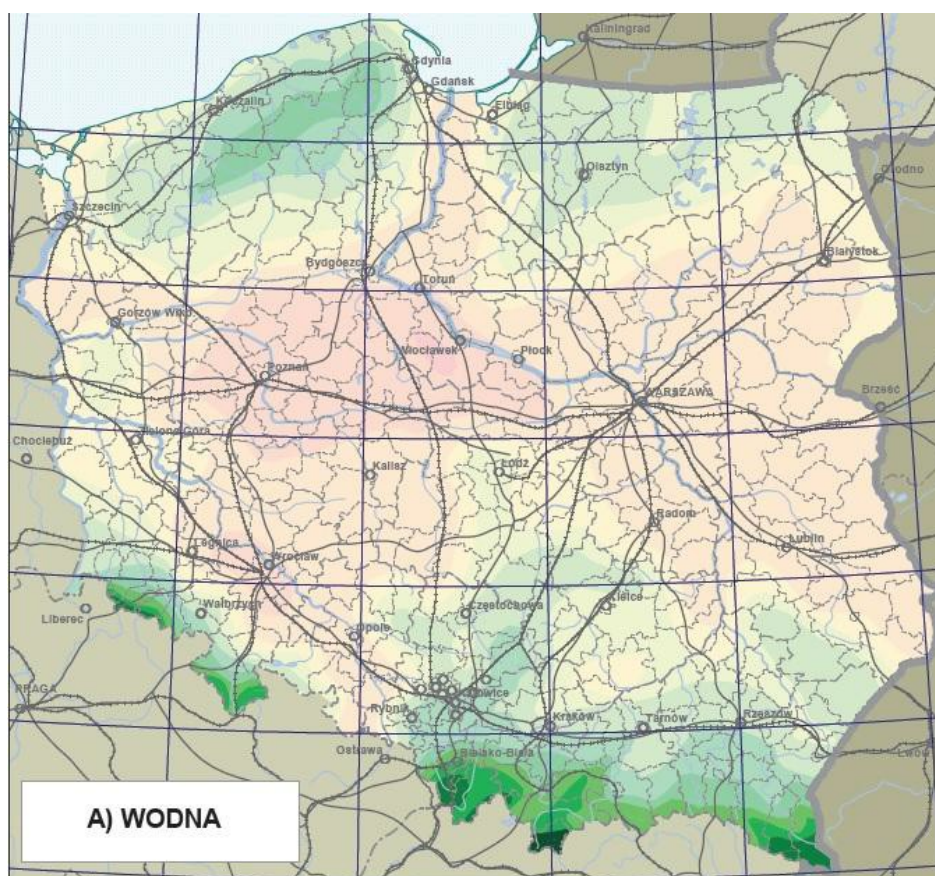 Kaliningrad
Gdynia
Gdańsk
Koszalin
Elbląg
Olsztyn
Grodno
Szczecin
Białystok
Bydgoszcz
Toruń
Gorzów Wlkp.
Włocławek
Płock
Poznań
WARSZAWA
Brześć
Zielona Góra
Chociebuż
Kalisz
Łódź
Radom
Legnica
Lublin
Wrocław
Kielce
Liberec
Wałbrzych
Częstochowa
Opole
PRAGA
Katowice
Rybnik
Kraków
Tarnów
Rzeszów
Ostrawa
Bielsko-Biała
Lwów
A) WODNA